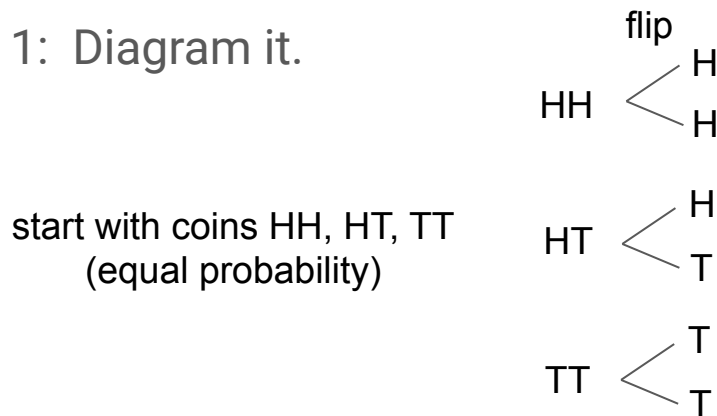 1: Diagram it.
flip
HH
H
H
start with coins HH, HT, TT
(equal probability)
HT
H
T
TT
T
T